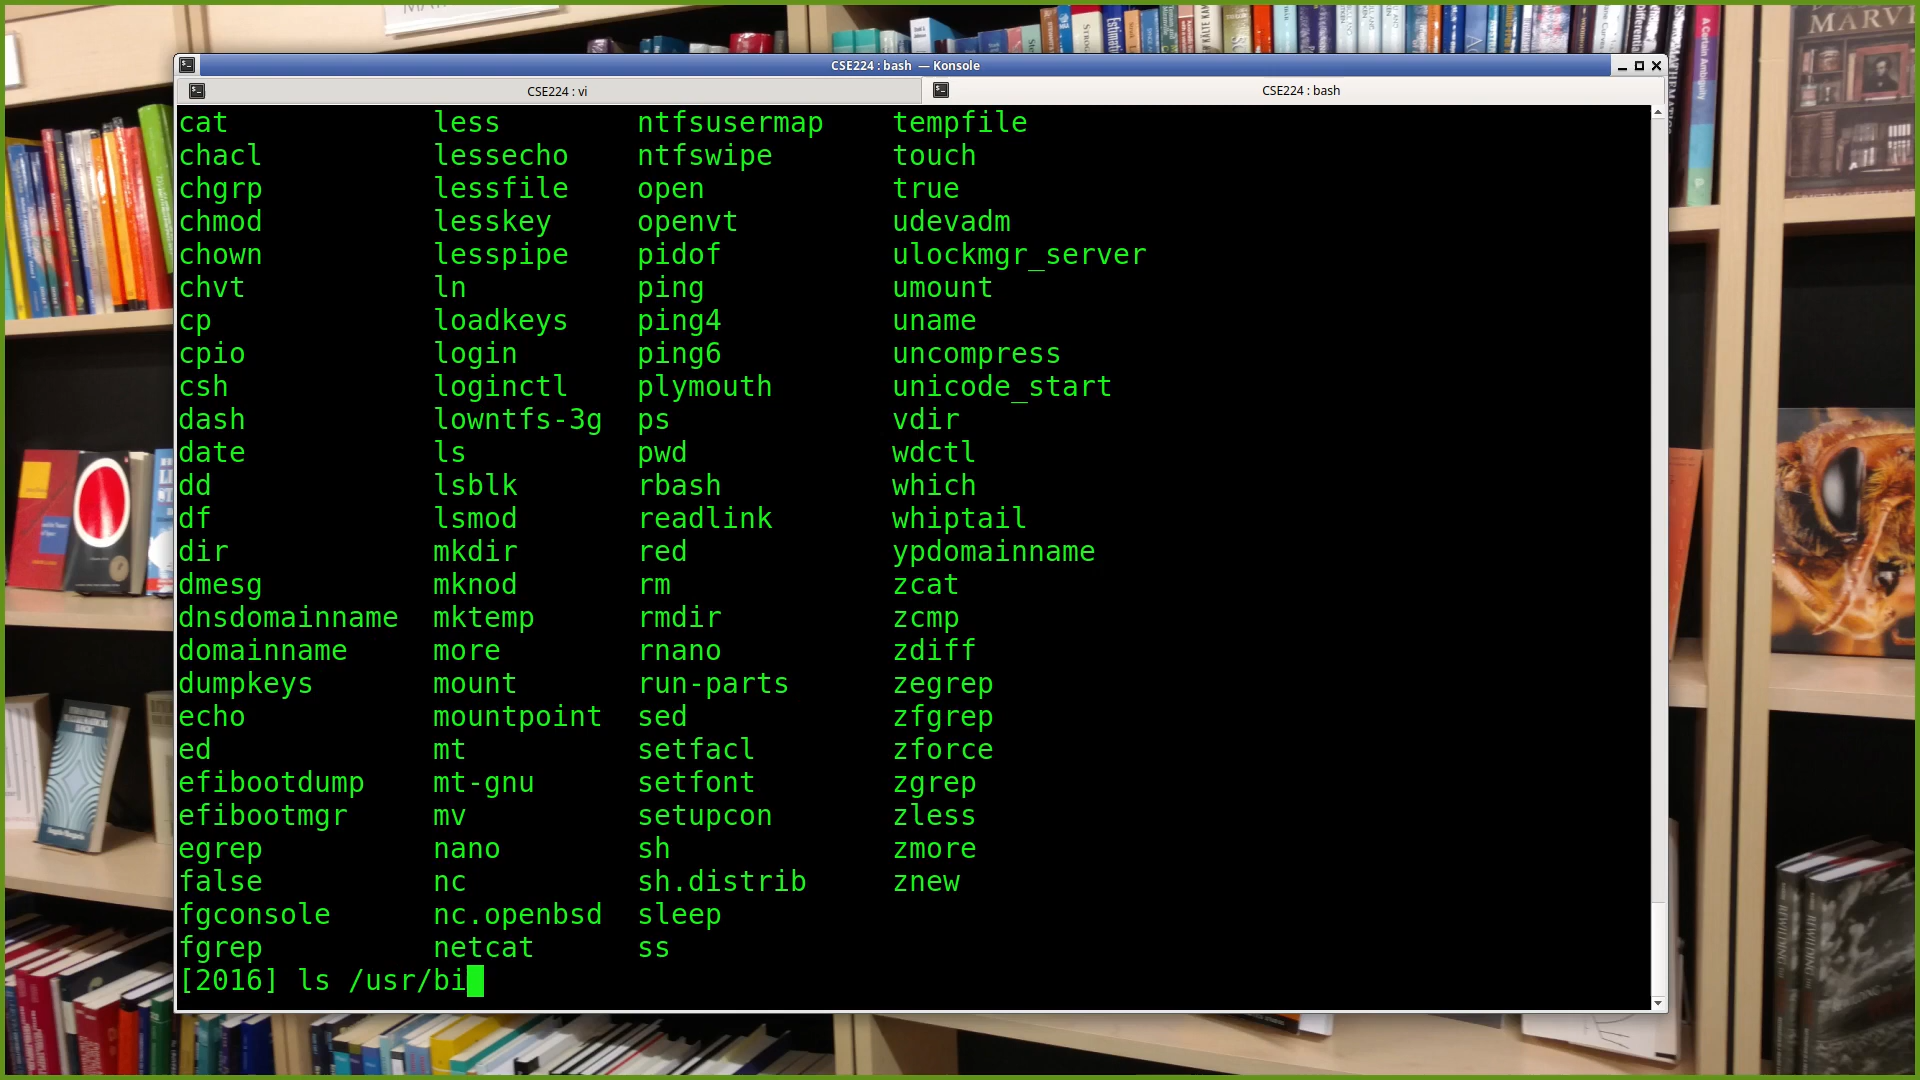 CSE224 : bash — Konsole
CSE224 : vi CSE224 : bash
cat less ntfsusermap tempfile
chacl lessecho ntfswipe touch
chgrp lessfile open true
chmod lesskey openvt udevadm
chown lesspipe pidof ulockmgr_server
chvt ln ping umount
cp loadkeys ping4 uname
cpio login ping6 uncompress
csh loginctl plymouth unicode_start
dash lowntfs-3g ps vdir
date ls pwd wdctl
dd lsblk rbash which
df lsmod readlink whiptail
dir mkdir red ypdomainname
dmesg mknod rm zcat
dnsdomainname mktemp rmdir zcmp
domainname more rnano zdiff
dumpkeys mount run-parts zegrep
echo mountpoint sed zfgrep
ed mt setfacl zforce
efibootdump mt-gnu setfont zgrep
efibootmgr mv setupcon zless
egrep nano sh zmore
false nc sh.distrib znew
fgconsole nc.openbsd sleep
fgrep netcat ss
[2016] ls /usr/bi
A Certain Ambiguity